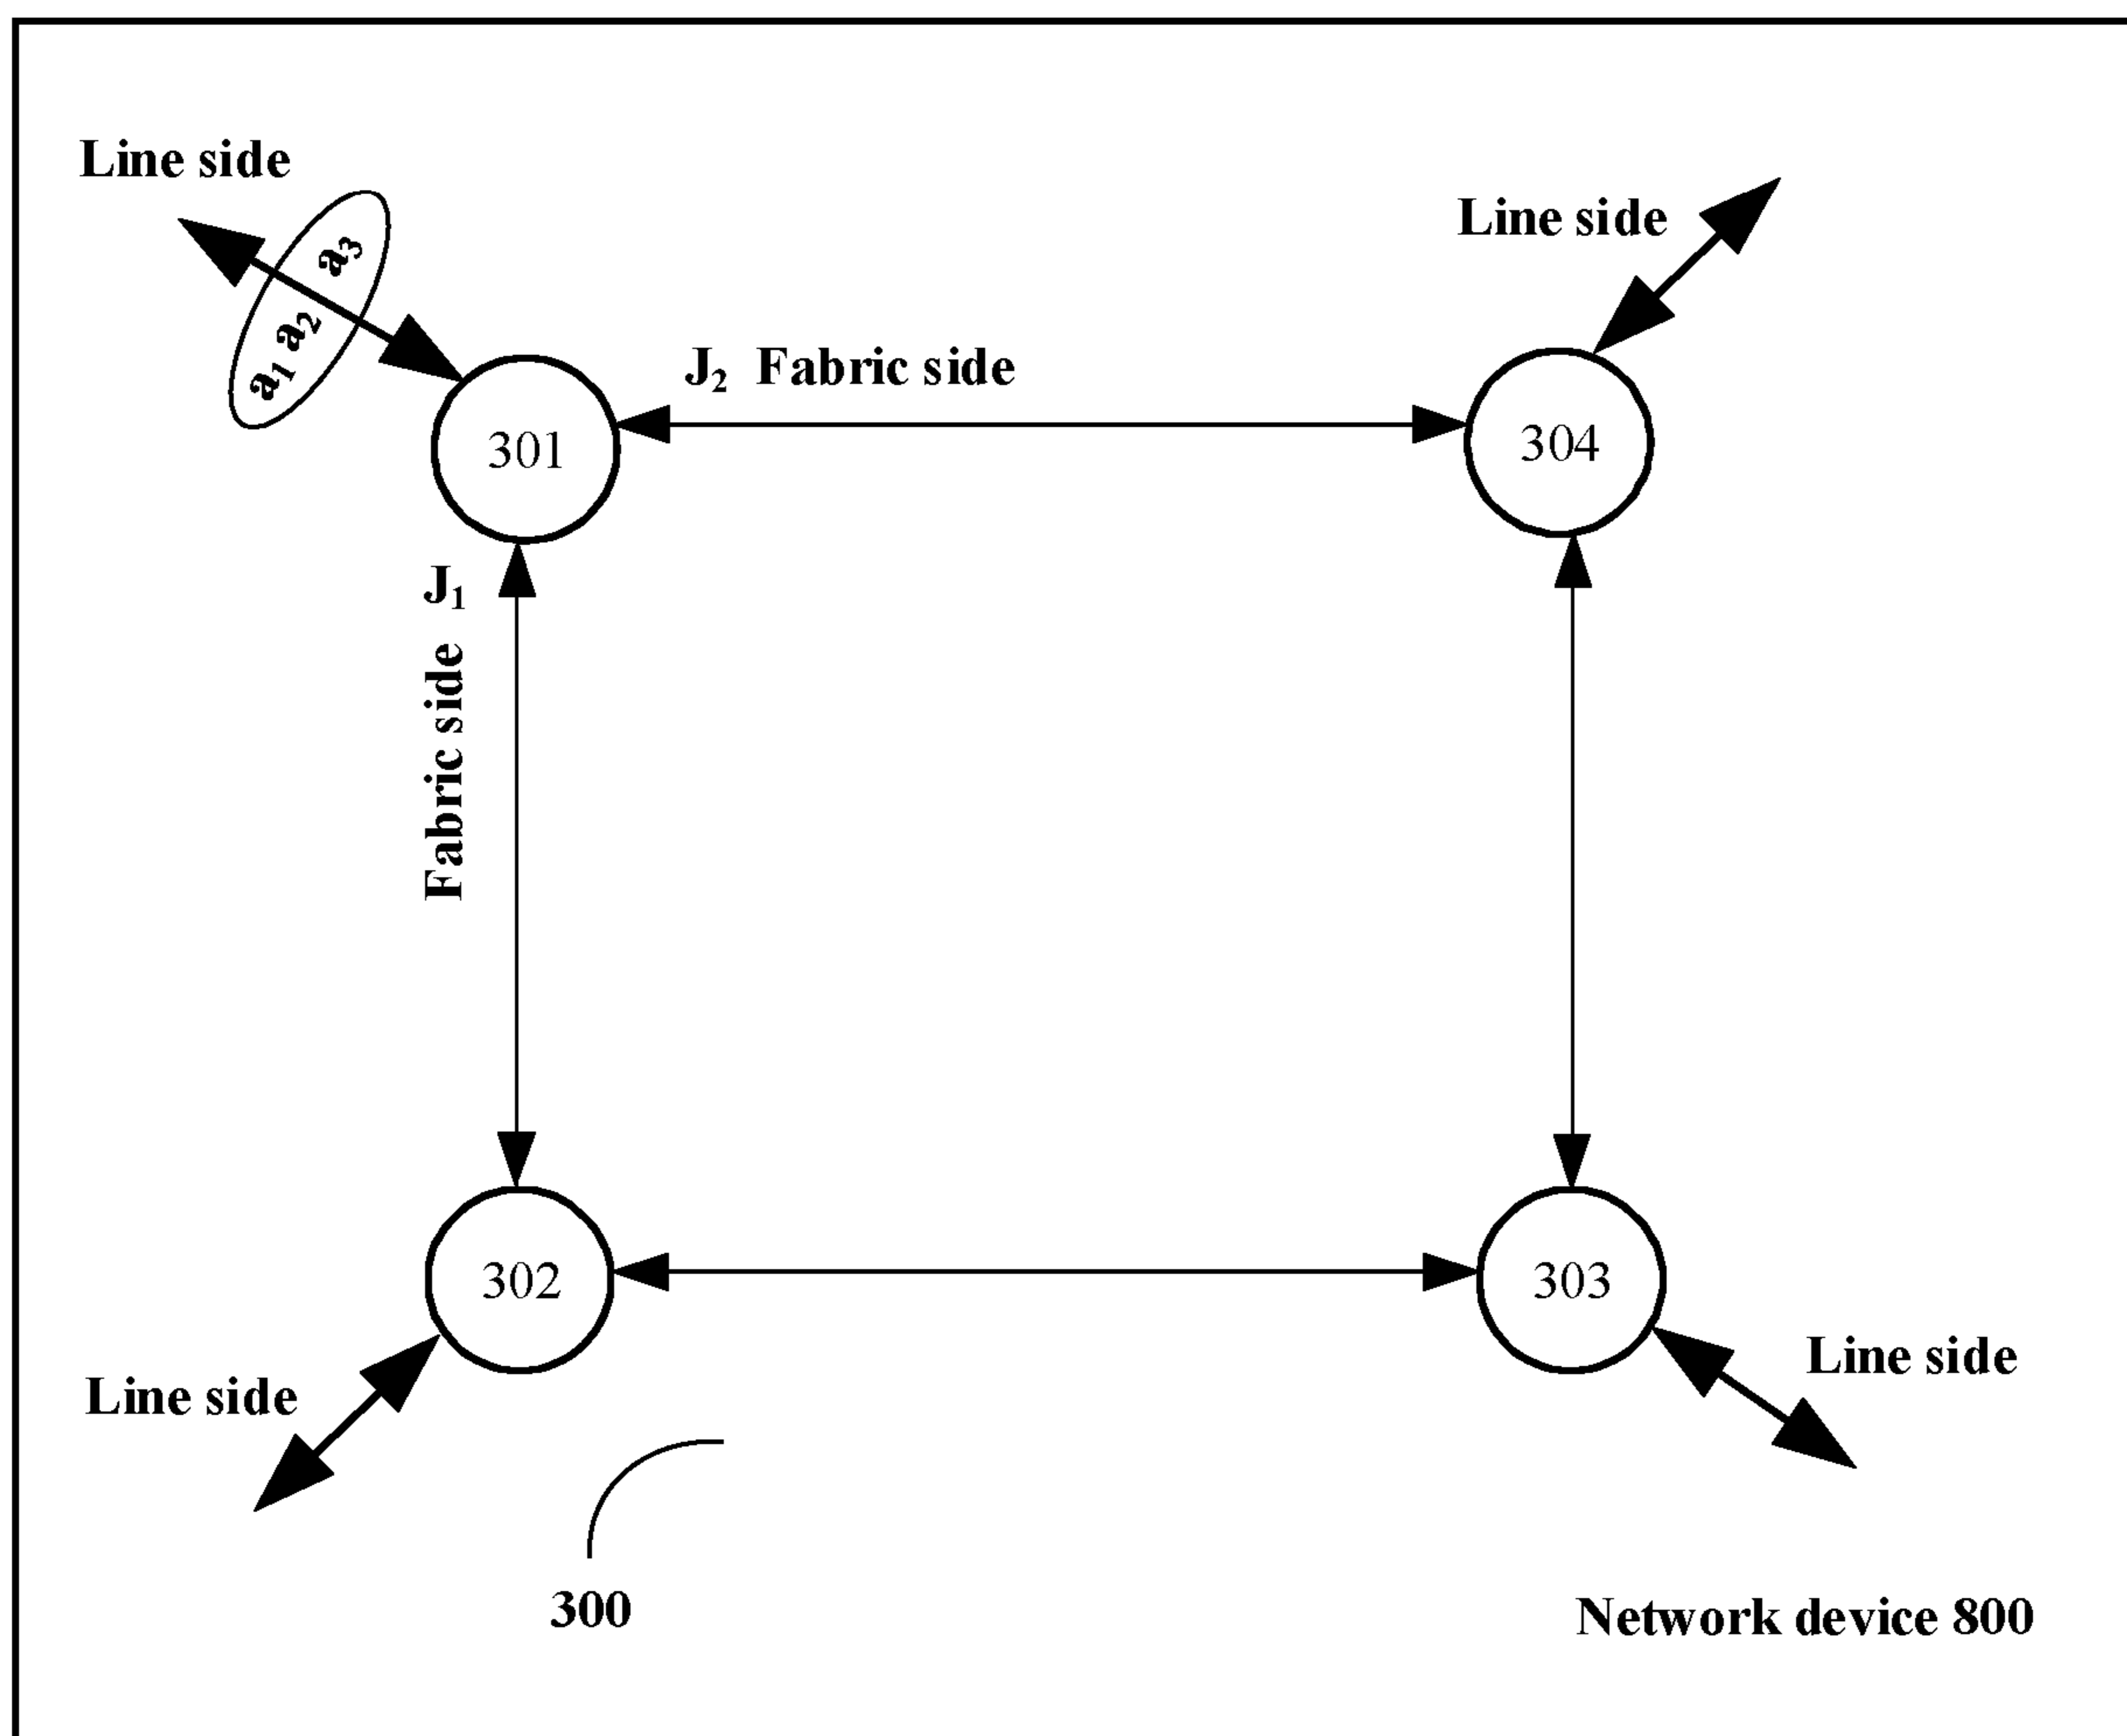 Line side
Line side
a₁ a₂ a₃
J₂ Fabric side
301
304
Fabric side J₁
302
303
Line side
Line side
300
Network device 800